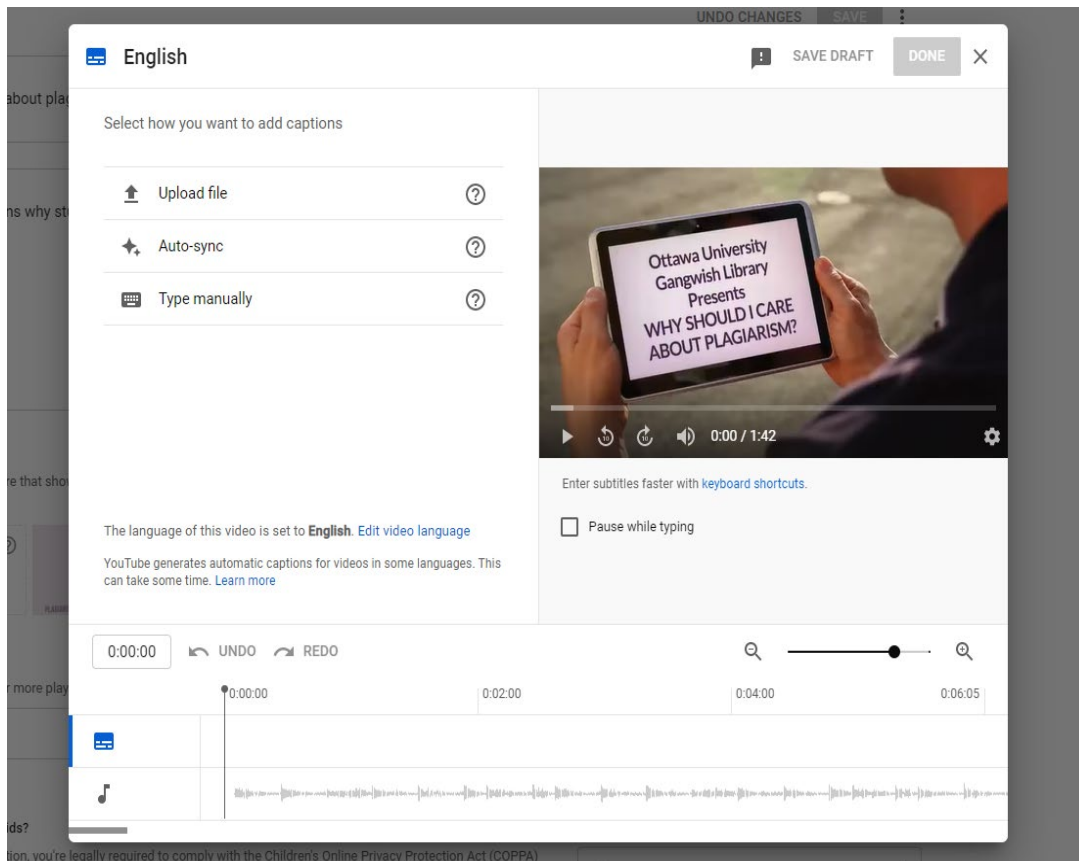 UNDO CHANGES
SAVE
English
SAVE DRAFT
DONE
about plag
Select how you want to add captions
Upload file
ns why st
Auto-sync
Type manually
Ottawa University
Gangwish Library
Presents
WHY SHOULD I CARE
ABOUT PLAGIARISM?
0:00 / 1:42
re that sho
Enter subtitles faster with keyboard shortcuts.
Pause while typing
The language of this video is set to English. Edit video language
YouTube generates automatic captions for videos in some languages. This
can take some time. Learn more
0:00:00
UNDO
REDO
r more play
0:00:00
0:02:00
0:04:00
0:06:05
ids?
tion, you're legally required to comply with the Children's Online Privacy Protection Act (COPPA)